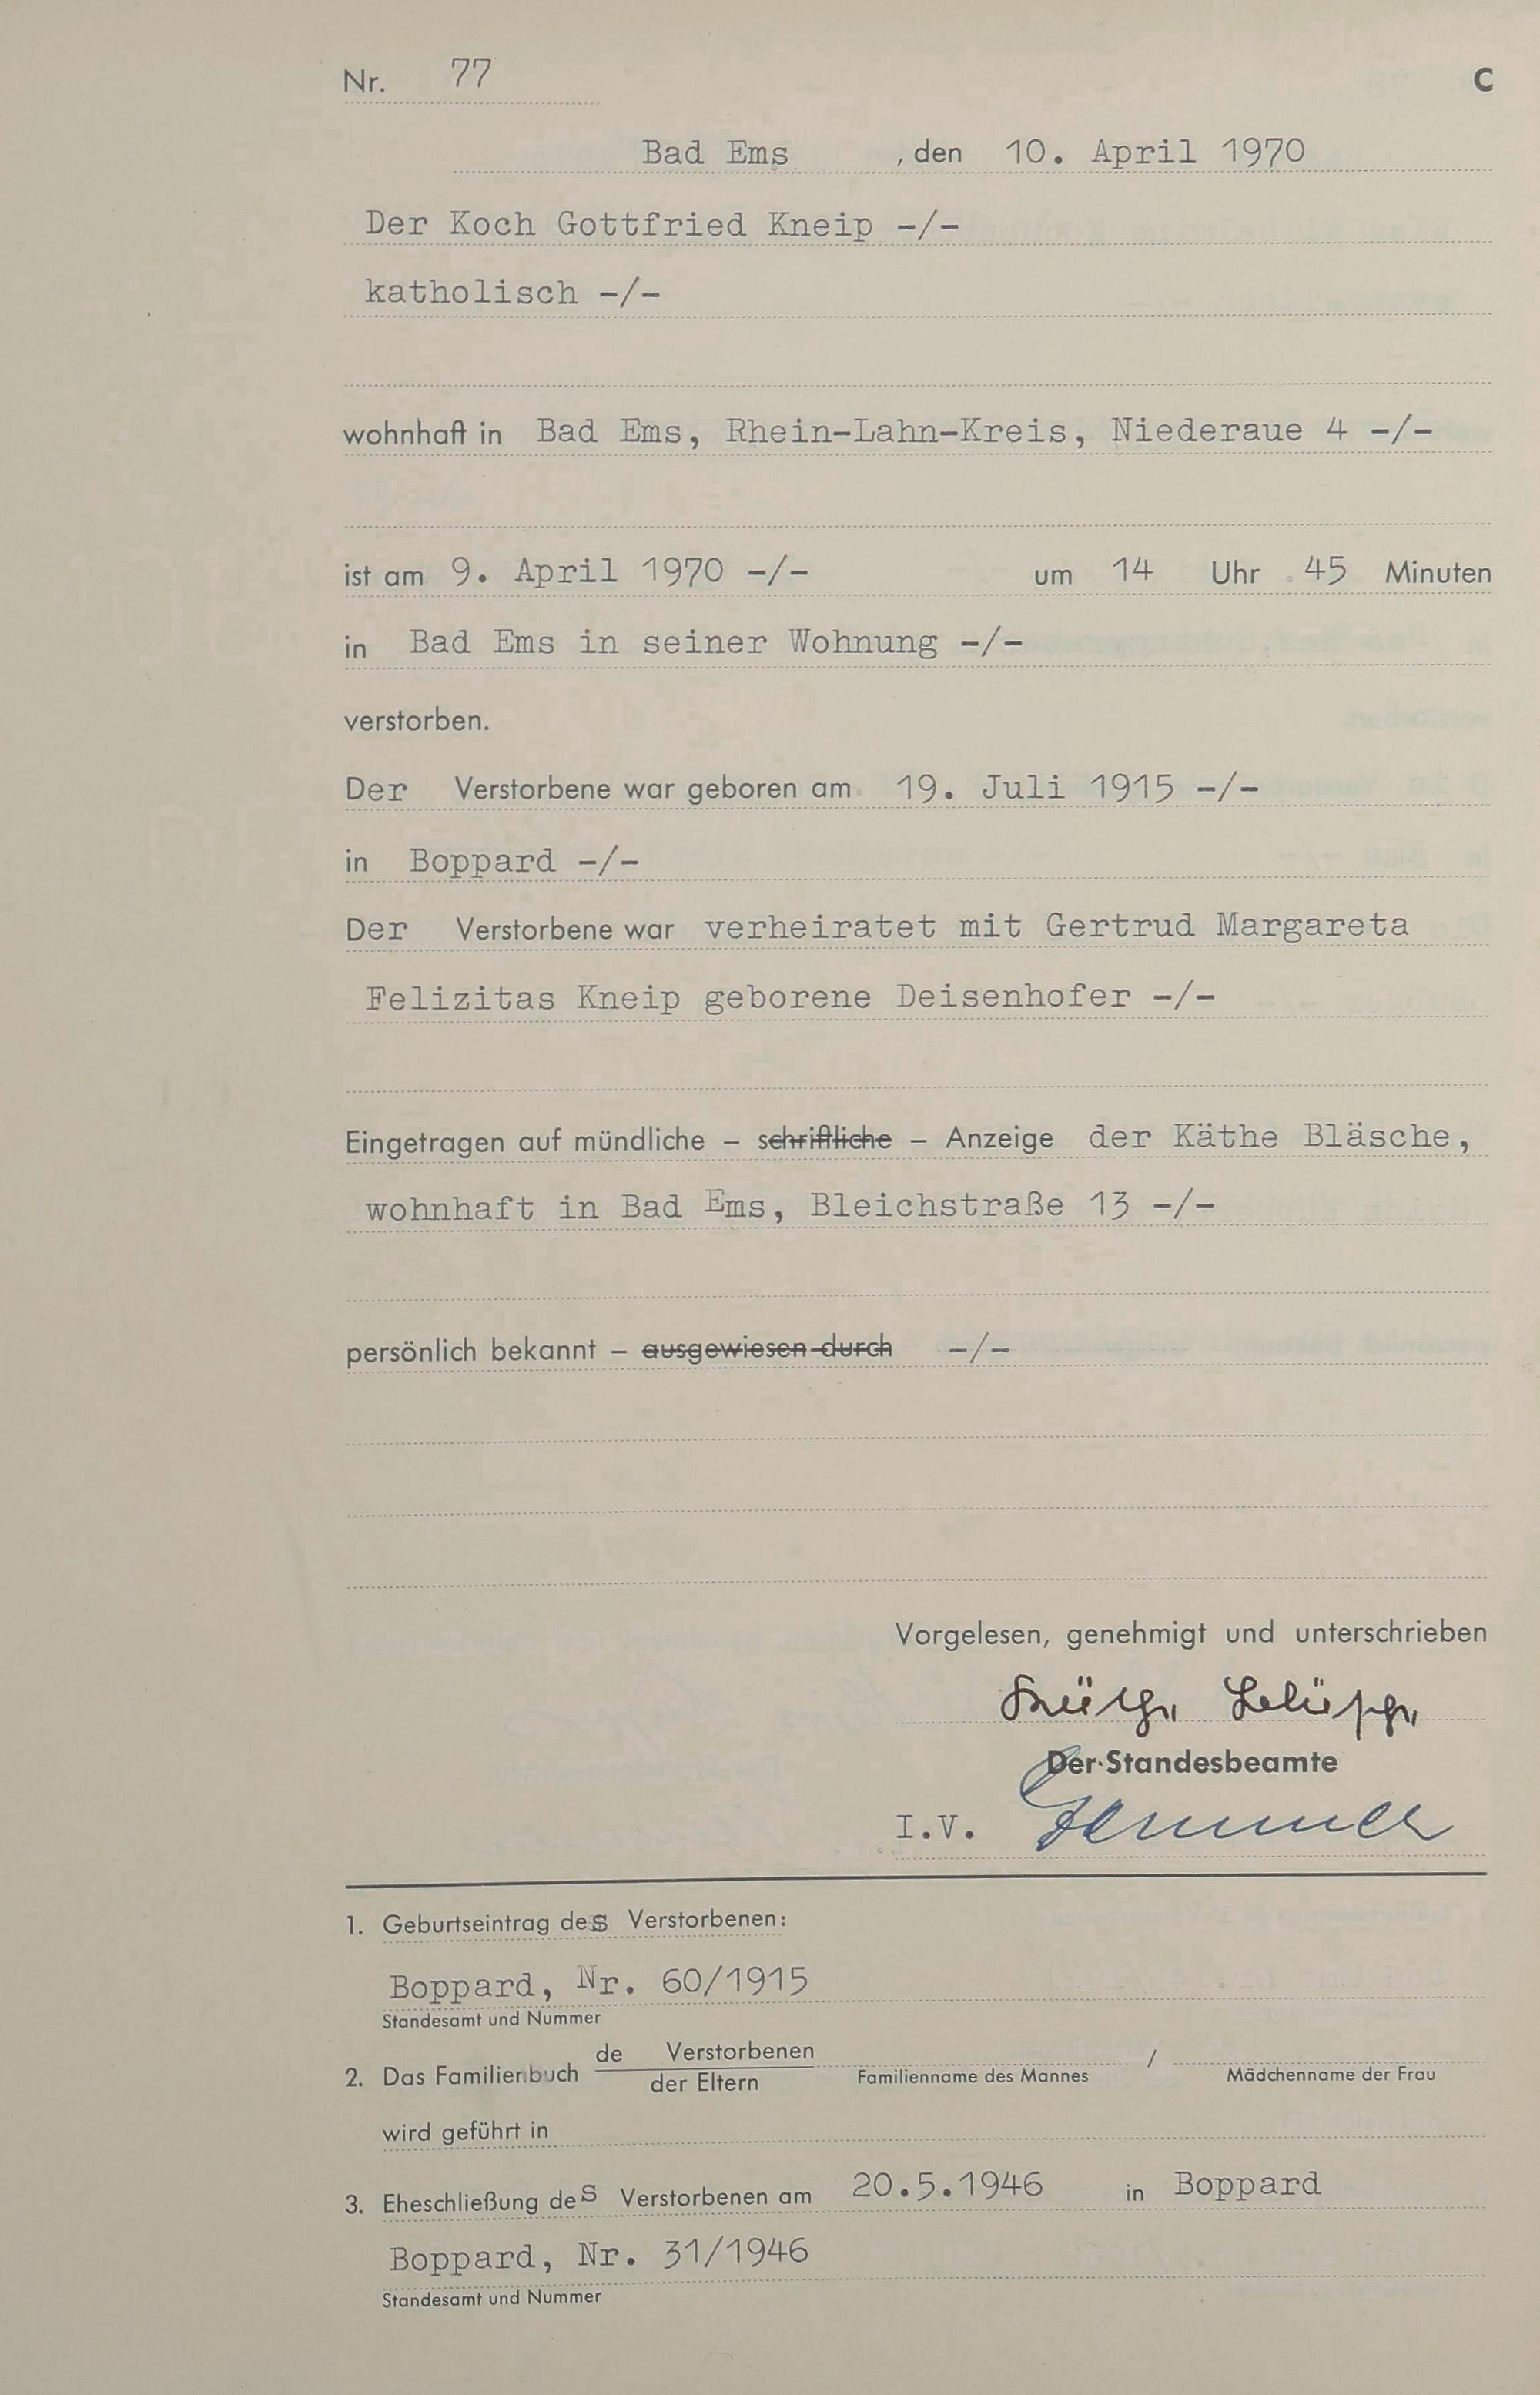 Nr. 77 C
Bad Ems , den 10. April 1970
Der Koch Gottfried Kneip -/-
katholisch -/-
wohnhaft in Bad Ems, Rhein-Lahn-Kreis, Niederaue 4 -/-
ist am 9. April 1970 -/- um 14 Uhr 45 Minuten
in Bad Ems in seiner Wohnung -/-
verstorben.
Der Verstorbene war geboren am 19. Juli 1915 -/-
in Boppard -/-
Der Verstorbene war verheiratet mit Gertrud Margareta
Felizitas Kneip geborene Deisenhofer -/-
Eingetragen auf mündliche – schriftliche – Anzeige der Käthe Bläsche,
wohnhaft in Bad Ems, Bleichstraße 13 -/-
persönlich bekannt – ausgewiesen durch -/-
Vorgelesen, genehmigt und unterschrieben
Der Standesbeamte
I.V.
1. Geburtseintrag des Verstorbenen:
Boppard, Nr. 60/1915
Standesamt und Nummer
2. Das Familienbuch de Verstorbenen /
der Eltern Familienname des Mannes Mädchenname der Frau
wird geführt in
3. Eheschließung des Verstorbenen am 20.5.1946 in Boppard
Boppard, Nr. 31/1946
Standesamt und Nummer